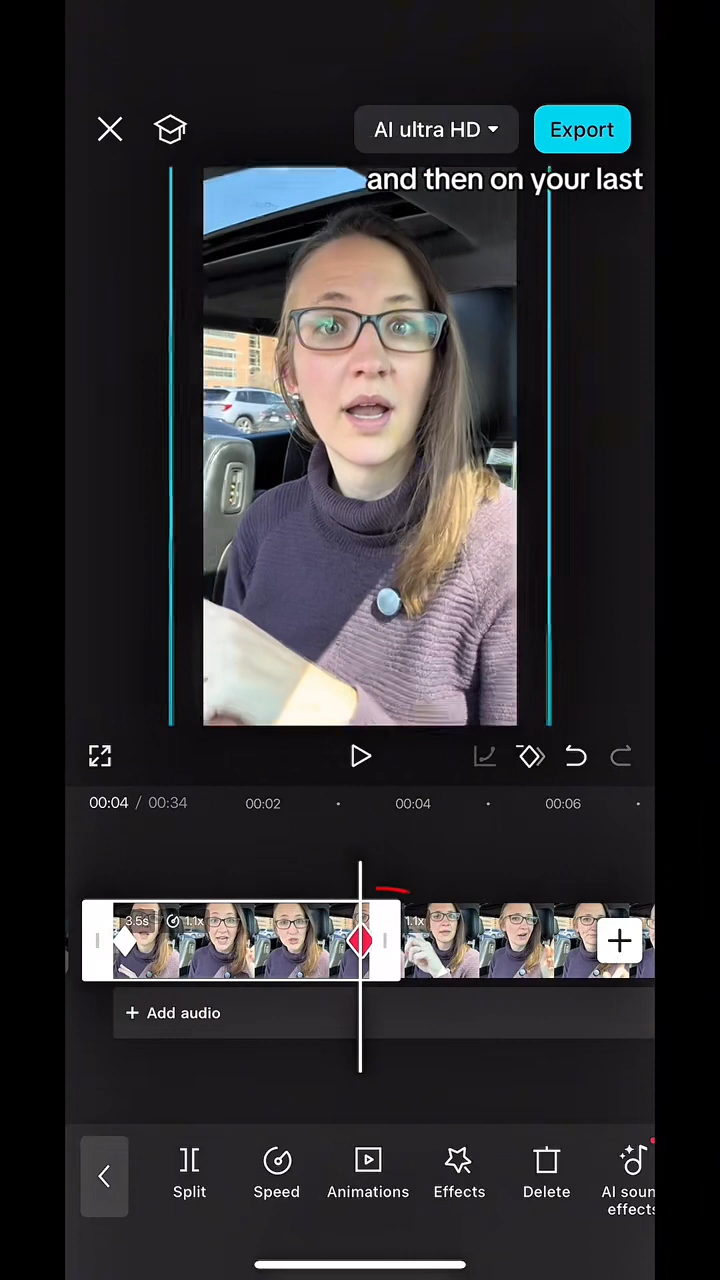 AI ultra HD
Export
and then on your last
00:04 / 00:34
00:02
00:04
00:06
3.5s
1.1x
1.1x
+ Add audio
Split
Speed
Animations
Effects
Delete
AI soun
effects